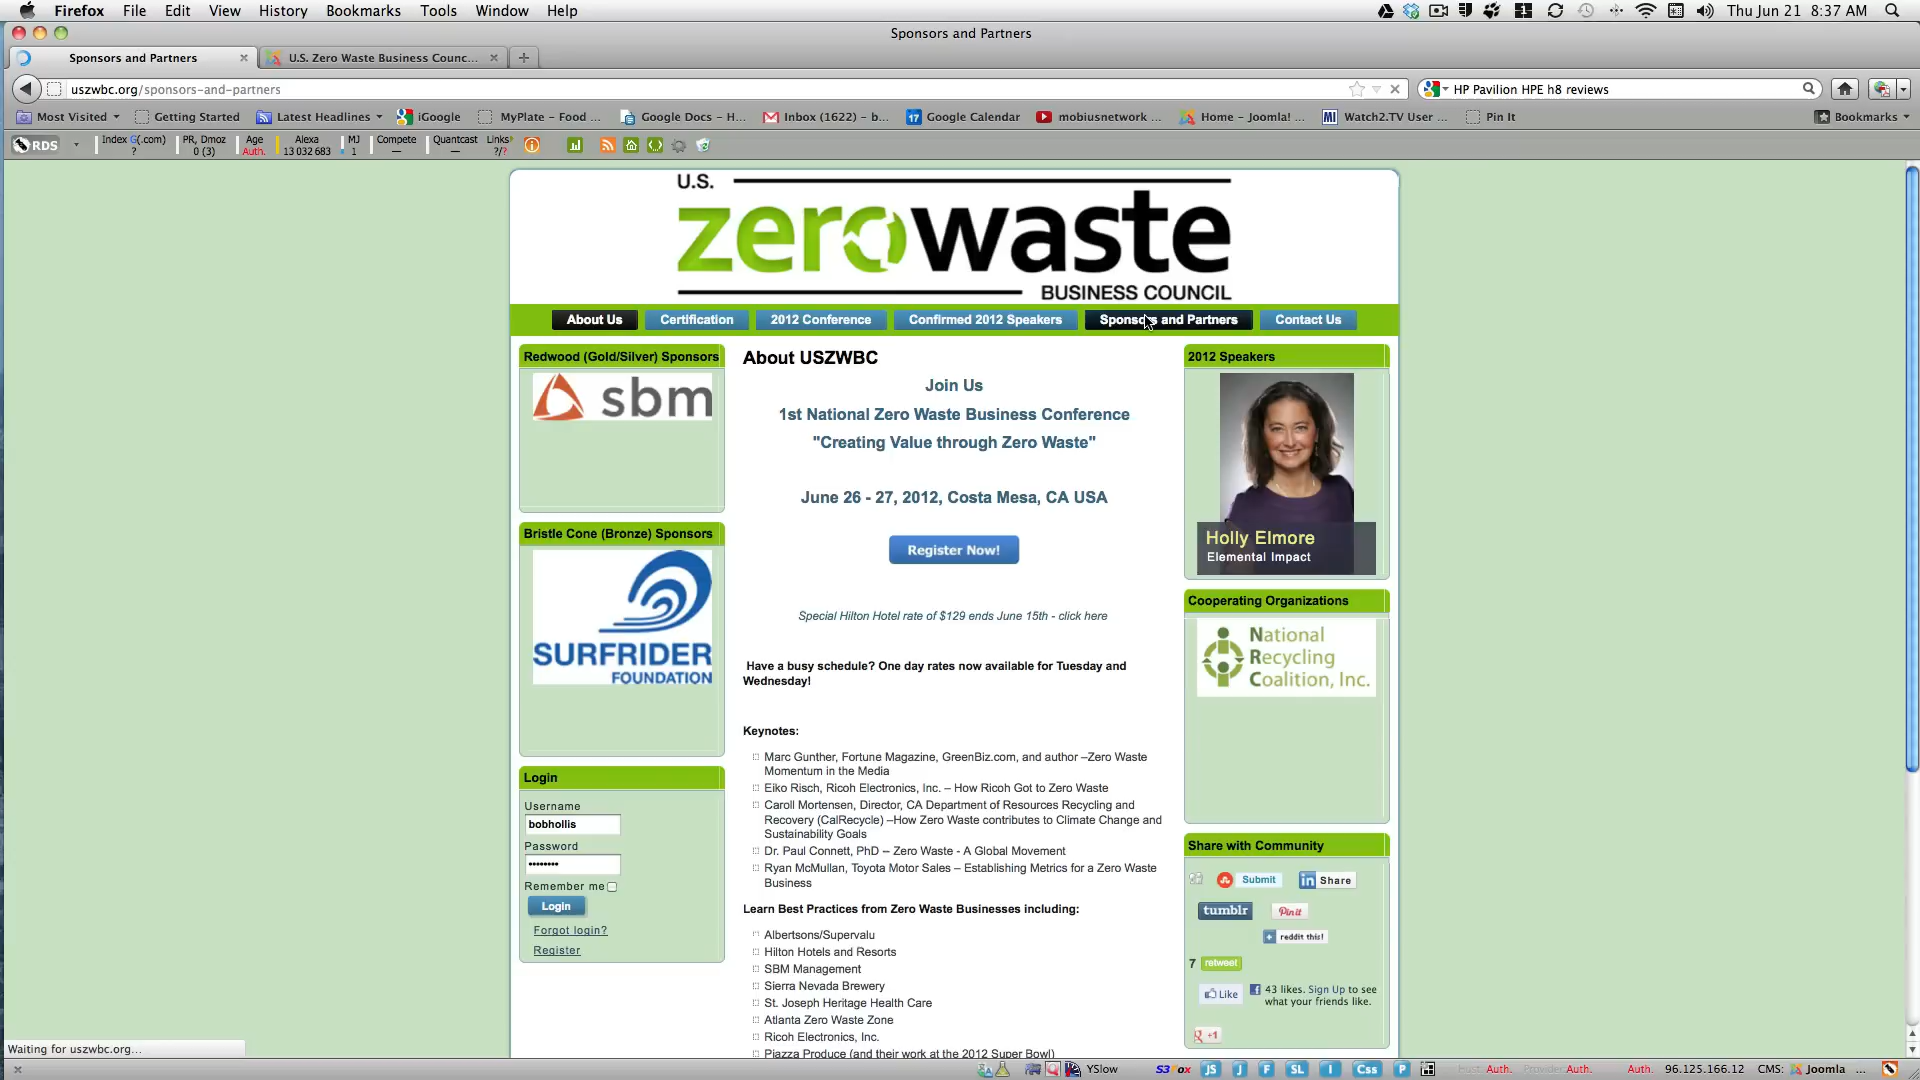 Firefox File Edit View History Bookmarks Tools Window Help Thu Jun 21 8:37 AM
Sponsors and Partners
Sponsors and Partners U.S. Zero Waste Business Counc...
uszwbc.org/sponsors-and-partners HP Pavilion HPE h8 reviews
Most Visited Getting Started Latest Headlines iGoogle MyPlate - Food ... Google Docs - H... Inbox (1622) - b... 17 Google Calendar mobiusnetwork ... Home - Joomla! ... Watch2.TV User ... Pin It Bookmarks
RDS Index G(.com) PR, Dmoz Age Alexa MJ Compete Quantcast Links
? 0 (3) Auth. 13 032 683 1 — — ?/?
U.S.
zerowaste
BUSINESS COUNCIL
About Us Certification 2012 Conference Confirmed 2012 Speakers Sponsors and Partners Contact Us
Redwood (Gold/Silver) Sponsors
sbm
Bristle Cone (Bronze) Sponsors
SURFRIDER
FOUNDATION
Login
Username
bobhollis
Password
••••••••
Remember me
Login
Forgot login?
Register
About USZWBC
Join Us
1st National Zero Waste Business Conference
"Creating Value through Zero Waste"
June 26 - 27, 2012, Costa Mesa, CA USA
Register Now!
Special Hilton Hotel rate of $129 ends June 15th - click here
Have a busy schedule? One day rates now available for Tuesday and
Wednesday!
Keynotes:
Marc Gunther, Fortune Magazine, GreenBiz.com, and author –Zero Waste
Momentum in the Media
Eiko Risch, Ricoh Electronics, Inc. – How Ricoh Got to Zero Waste
Caroll Mortensen, Director, CA Department of Resources Recycling and
Recovery (CalRecycle) –How Zero Waste contributes to Climate Change and
Sustainability Goals
Dr. Paul Connett, PhD – Zero Waste - A Global Movement
Ryan McMullan, Toyota Motor Sales – Establishing Metrics for a Zero Waste
Business
Learn Best Practices from Zero Waste Businesses including:
Albertsons/Supervalu
Hilton Hotels and Resorts
SBM Management
Sierra Nevada Brewery
St. Joseph Heritage Health Care
Atlanta Zero Waste Zone
Ricoh Electronics, Inc.
Piazza Produce (and their work at the 2012 Super Bowl)
2012 Speakers
Holly Elmore
Elemental Impact
Cooperating Organizations
National
Recycling
Coalition, Inc.
Share with Community
Submit in Share
tumblr Pin it
reddit this!
7 retweet
Like 43 likes. Sign Up to see
what your friends like.
+1
Waiting for uszwbc.org...
YSlow S3Fox JS J F SL I Css P Host: Auth. Provider: Auth. Auth. 96.125.166.12 CMS: Joomla ...